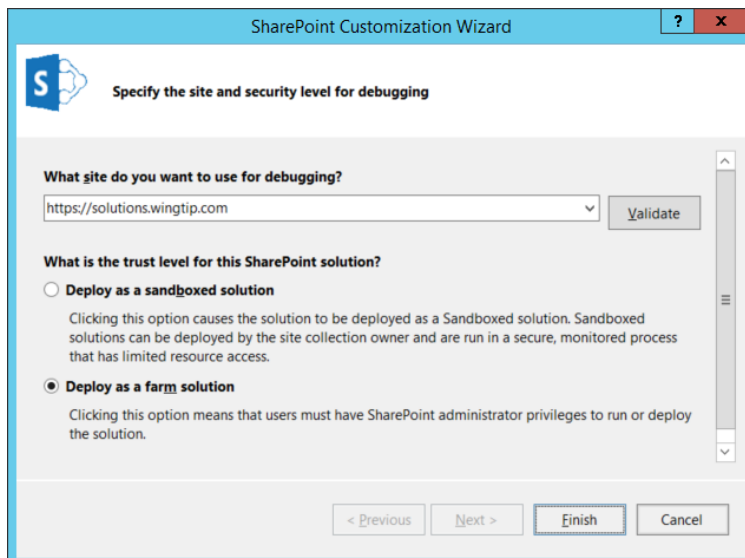 SharePoint Customization Wizard
? x
S
Specify the site and security level for debugging
What site do you want to use for debugging?
https://solutions.wingtip.com
Validate
What is the trust level for this SharePoint solution?
Deploy as a sandboxed solution
Clicking this option causes the solution to be deployed as a Sandboxed solution. Sandboxed
solutions can be deployed by the site collection owner and are run in a secure, monitored process
that has limited resource access.
Deploy as a farm solution
Clicking this option means that users must have SharePoint administrator privileges to run or deploy
the solution.
< Previous Next > Finish Cancel